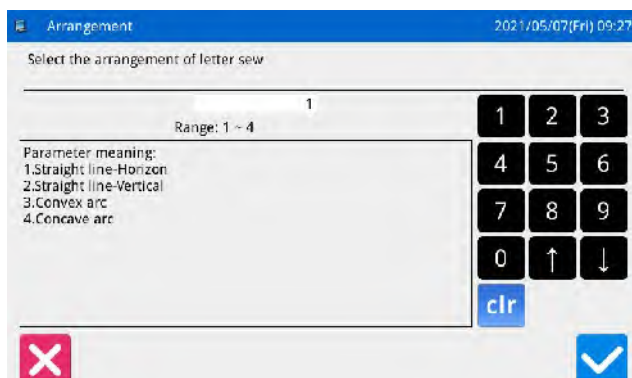 Arrangement 2021/05/07(Fri) 09:27
Select the arrangement of letter sew
1
Range: 1 ~ 4
Parameter meaning:
1.Straight line-Horizon
2.Straight line-Vertical
3.Convex arc
4.Concave arc
1 2 3
4 5 6
7 8 9
0 ↑ ↓
clr